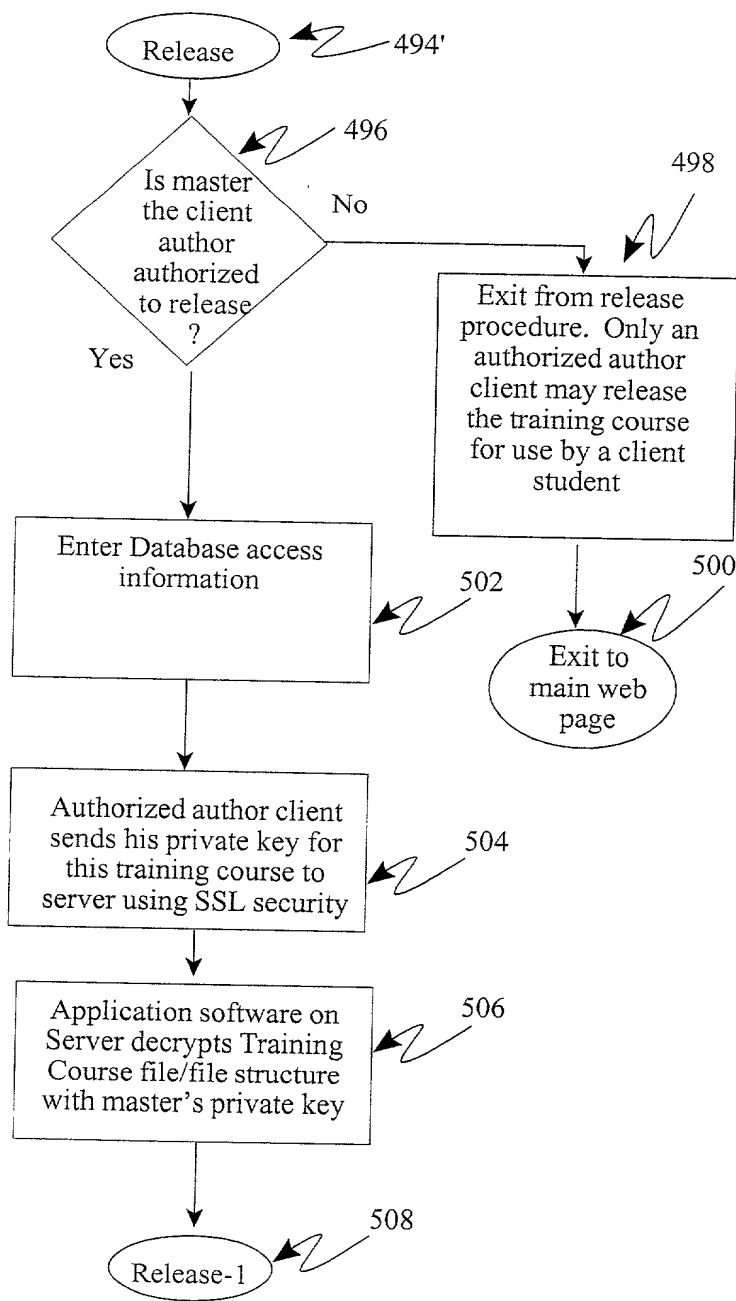 Release
494'
496
Is master
the client
author
authorized
to release
?
No
Yes
498
Exit from release
procedure. Only an
authorized author
client may release
the training course
for use by a client
student
Enter Database access
information
502
500
Exit to
main web
page
Authorized author client
sends his private key for
this training course to
server using SSL security
504
Application software on
Server decrypts Training
Course file/file structure
with master's private key
506
Release-1
508